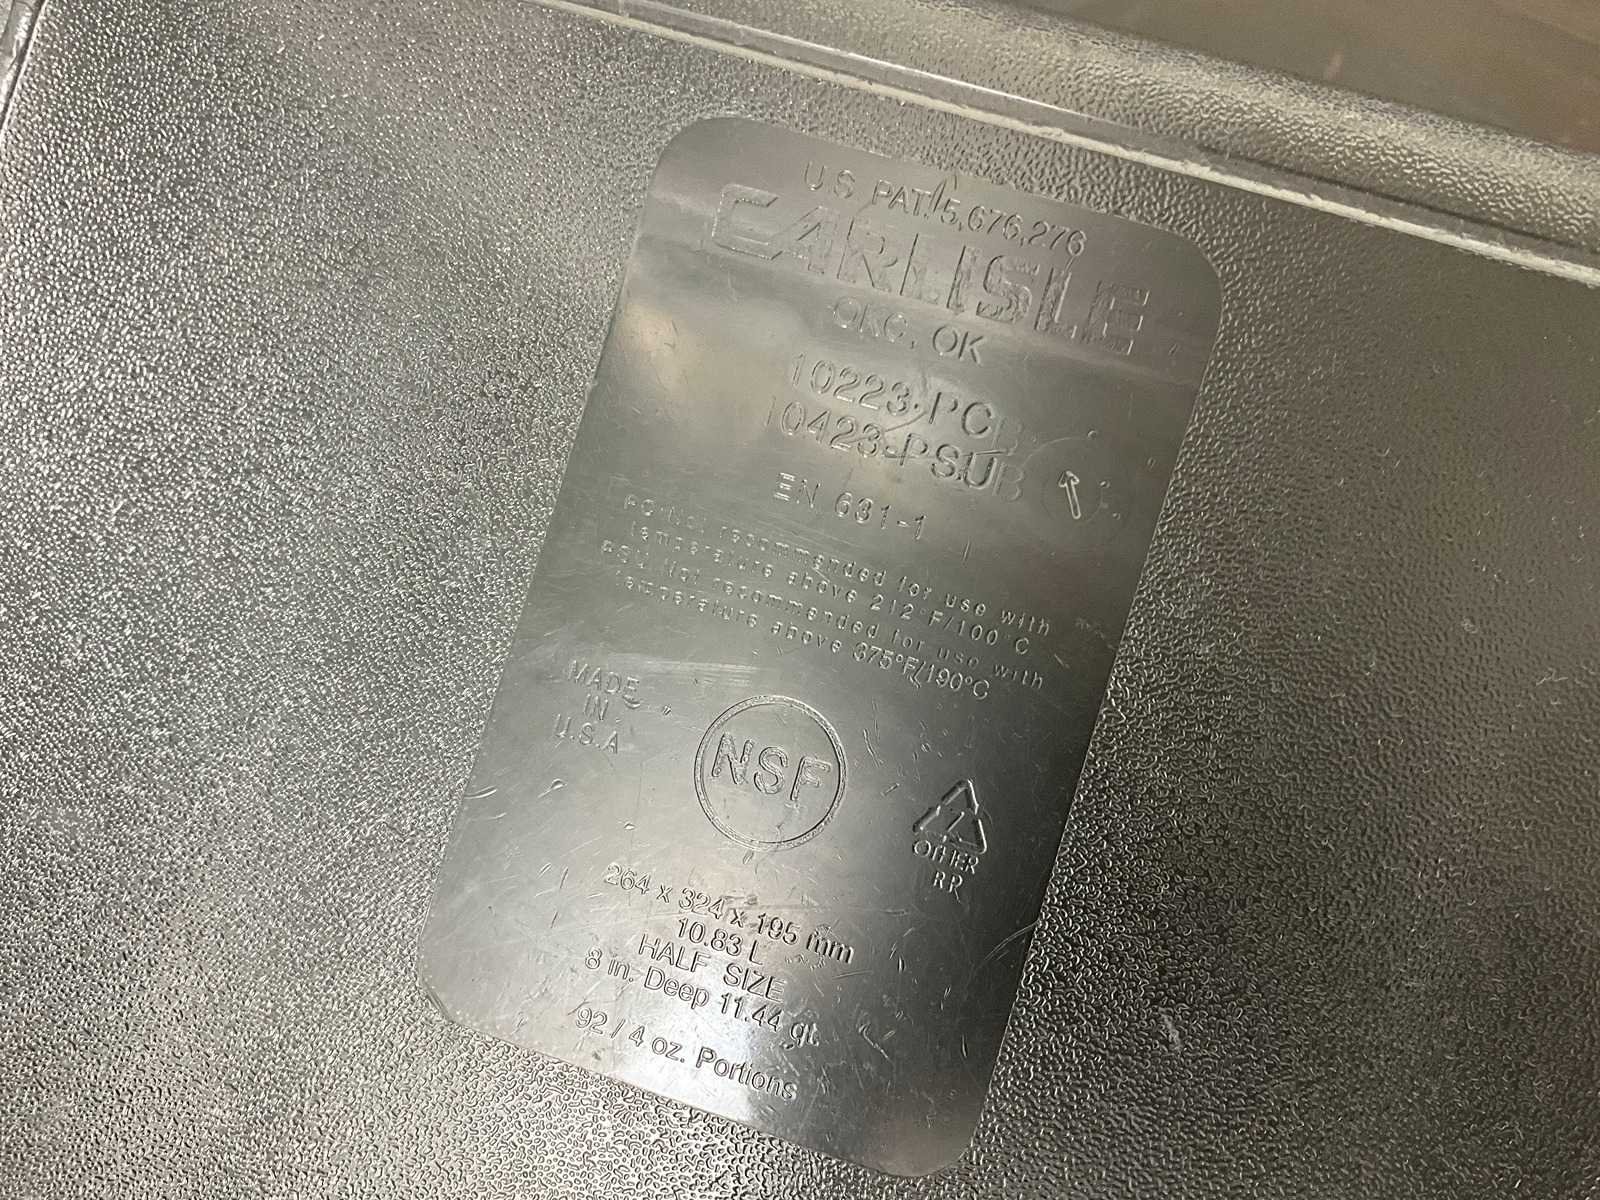 U.S. PAT. 5,676,276
CARLISLE
OKC, OK
10223-PCB
10423-PSUB
EN 631-1
PC: Not recommended for use with
temperature above 212°F/100°C
PSU: Not recommended for use with
temperature above 375°F/190°C
MADE
IN
U.S.A
NSF
7
OTHER
RR
264 x 324 x 195 mm
10.83 L
HALF SIZE
8 in. Deep 11.44 qt
92 / 4 oz. Portions